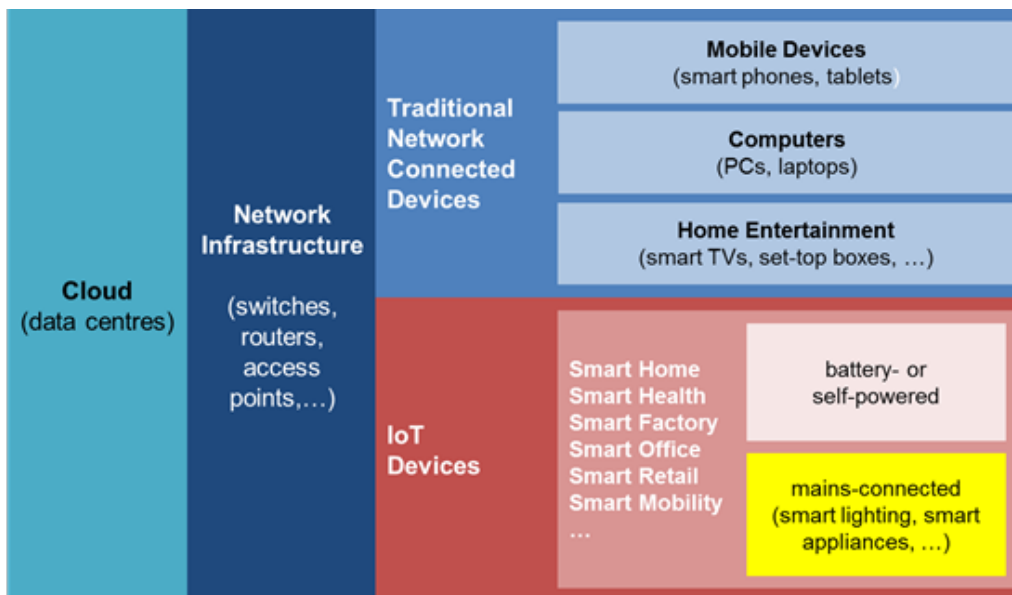 Cloud
(data centres)
Network
Infrastructure
(switches,
routers,
access
points,…)
Traditional
Network
Connected
Devices
Mobile Devices
(smart phones, tablets)
Computers
(PCs, laptops)
Home Entertainment
(smart TVs, set-top boxes, …)
IoT
Devices
Smart Home
Smart Health
Smart Factory
Smart Office
Smart Retail
Smart Mobility
…
battery- or
self-powered
mains-connected
(smart lighting, smart
appliances, …)